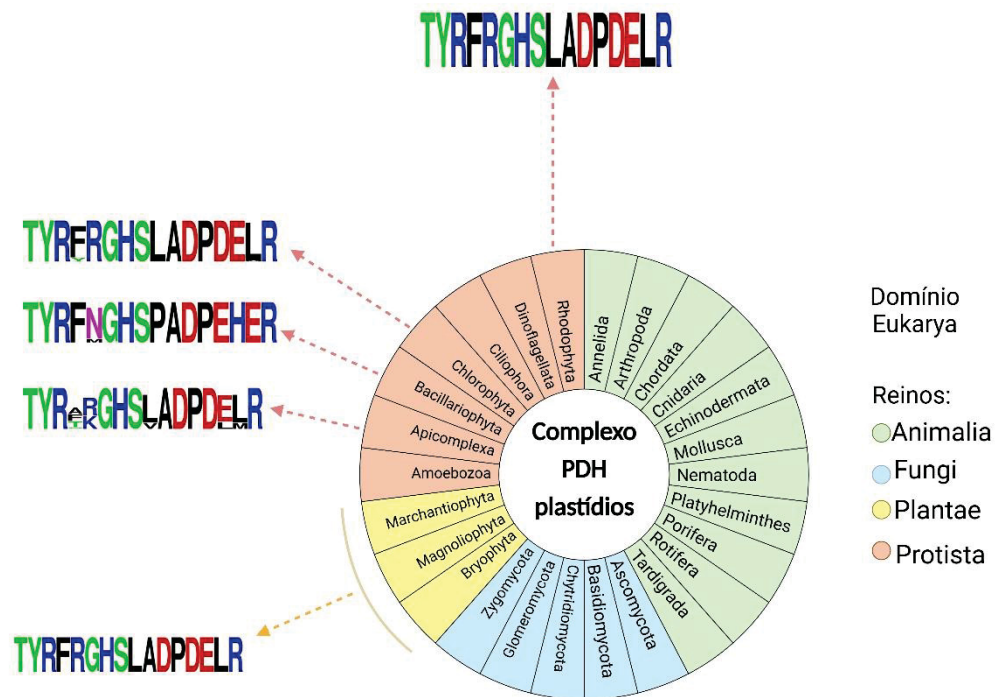 TYRFRGHSLADPDELR
TYRFRGHSLADPDELR
TYRFNGHSPADPEHER
Rhodophyta
Dinoflagellata
Ciliophora
Chlorophyta
Bacillariophyta
Apicomplexa
Amoebozoa
Marchantiophyta
Magnoliophyta
Bryophyta
Zygomycota
Glomeromycota
Chytridiomycota
Basidiomycota
Ascomycota
Annelida
Arthropoda
Chordata
Cnidaria
Echinodermata
Mollusca
Nematoda
Platyhelminthes
Porifera
Rotifera
Tardigrada
Complexo
PDH
plastídios
Domínio
Eukarya
Reinos:
Animalia
Fungi
Plantae
Protista
TYRFRGHSLADPDELR